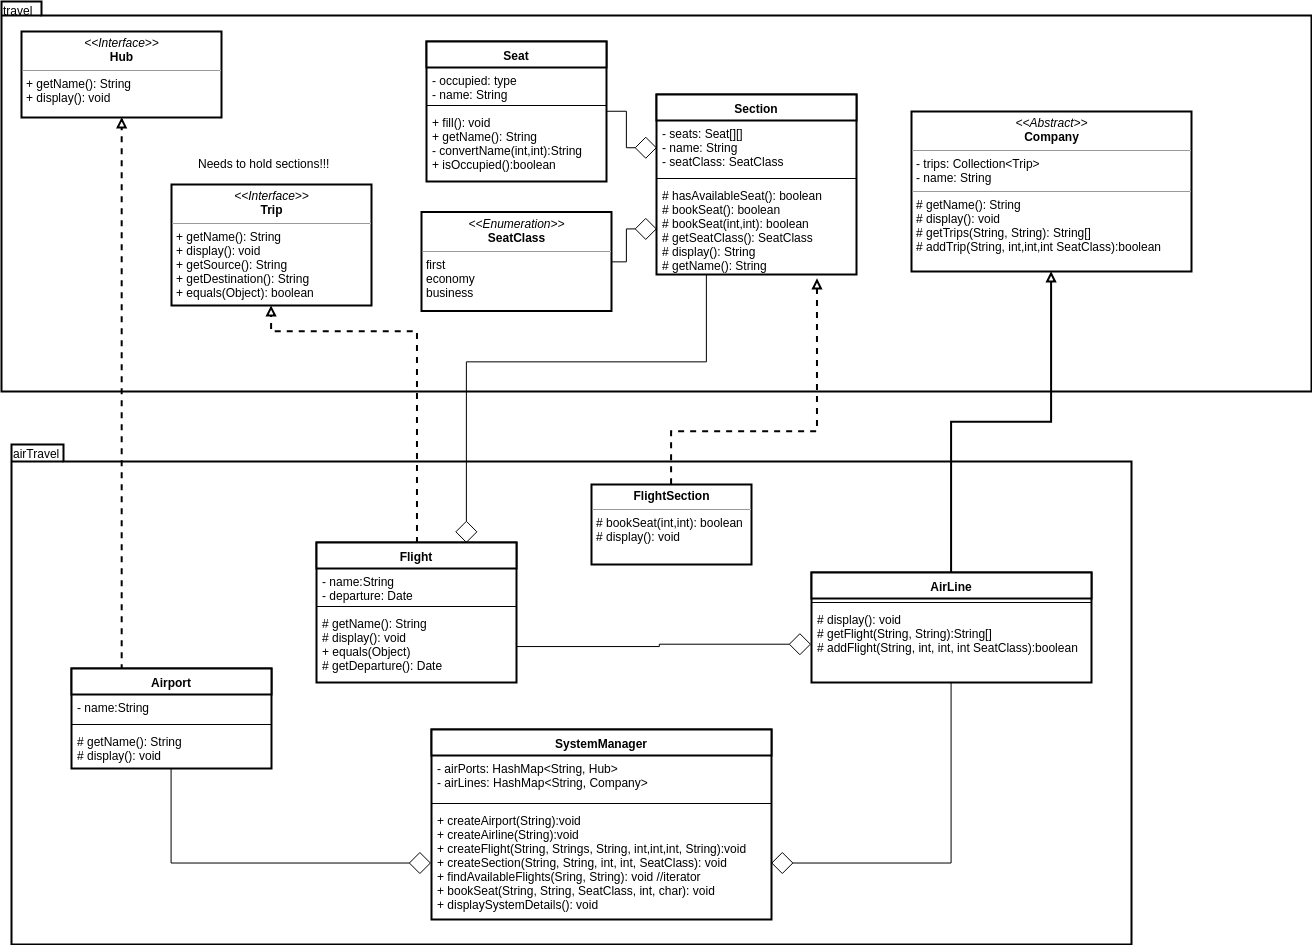 travel
<<Interface>>
Hub
+ getName(): String
+ display(): void
Needs to hold sections!!!
<<Interface>>
Trip
+ getName(): String
+ display(): void
+ getSource(): String
+ getDestination(): String
+ equals(Object): boolean
Seat
- occupied: type
- name: String
+ fill(): void
+ getName(): String
- convertName(int,int):String
+ isOccupied():boolean
<<Enumeration>>
SeatClass
first
economy
business
Section
- seats: Seat[][]
- name: String
- seatClass: SeatClass
# hasAvailableSeat(): boolean
# bookSeat(): boolean
# bookSeat(int,int): boolean
# getSeatClass(): SeatClass
# display(): String
# getName(): String
<<Abstract>>
Company
- trips: Collection<Trip>
- name: String
# getName(): String
# display(): void
# getTrips(String, String): String[]
# addTrip(String, int,int,int SeatClass):boolean
airTravel
FlightSection
# bookSeat(int,int): boolean
# display(): void
Flight
- name:String
- departure: Date
# getName(): String
# display(): void
+ equals(Object)
# getDeparture(): Date
AirLine
# display(): void
# getFlight(String, String):String[]
# addFlight(String, int, int, int SeatClass):boolean
Airport
- name:String
# getName(): String
# display(): void
SystemManager
- airPorts: HashMap<String, Hub>
- airLines: HashMap<String, Company>
+ createAirport(String):void
+ createAirline(String):void
+ createFlight(String, Strings, String, int,int,int, String):void
+ createSection(String, String, int, int, SeatClass): void
+ findAvailableFlights(Sring, String): void //iterator
+ bookSeat(String, String, SeatClass, int, char): void
+ displaySystemDetails(): void